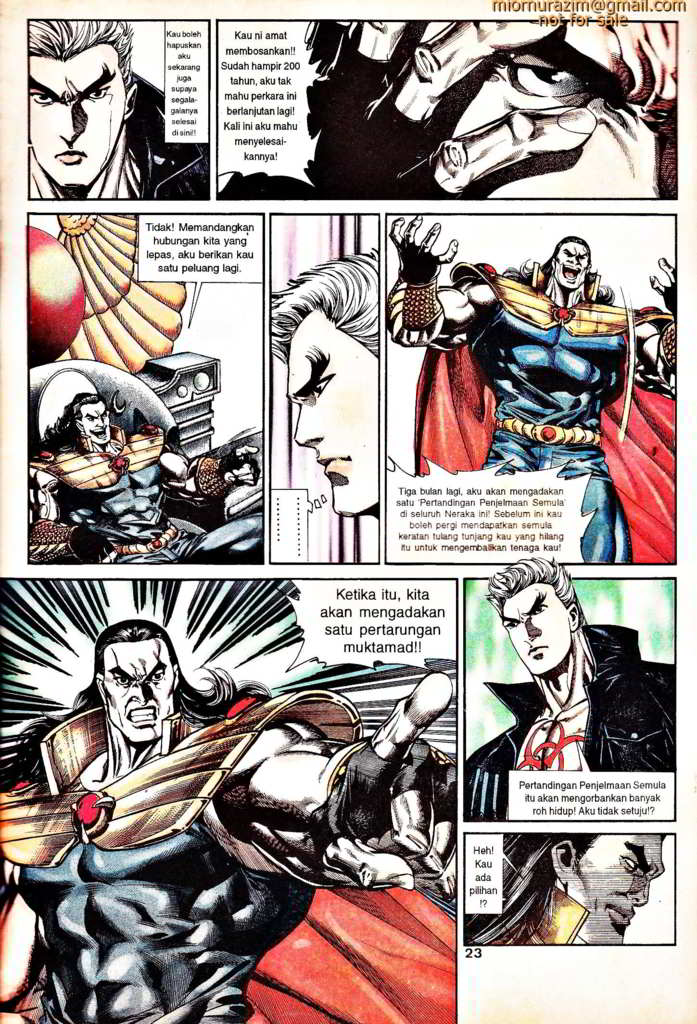 miomurazim@gmail.com
not for sale
Kau boleh
hapuskan
aku
sekarang
juga
supaya
segala-
galanya
selesai
di sini!!
Kau ni amat
membosankan!!
Sudah hampir 200
tahun, aku tak
mahu perkara ini
berlanjutan lagi!
Kali ini aku mahu
menyelesai-
kannya!
Tidak! Memandangkan
hubungan kita yang
lepas, aku berikan kau
satu peluang lagi.
Tiga bulan lagi, aku akan mengadakan
satu 'Pertandingan Penjelmaan Semula'
di seluruh Neraka ini! Sebelum ini kau
boleh pergi mendapatkan semula
keratan tulang tunjang kau yang hilang
itu untuk mengembalikan tenaga kau!
Ketika itu, kita
akan mengadakan
satu pertarungan
muktamad!!
Pertandingan Penjelmaan Semula
itu akan mengorbankan banyak
roh hidup! Aku tidak setuju!?
Heh!
Kau
ada
pilihan
!?
23